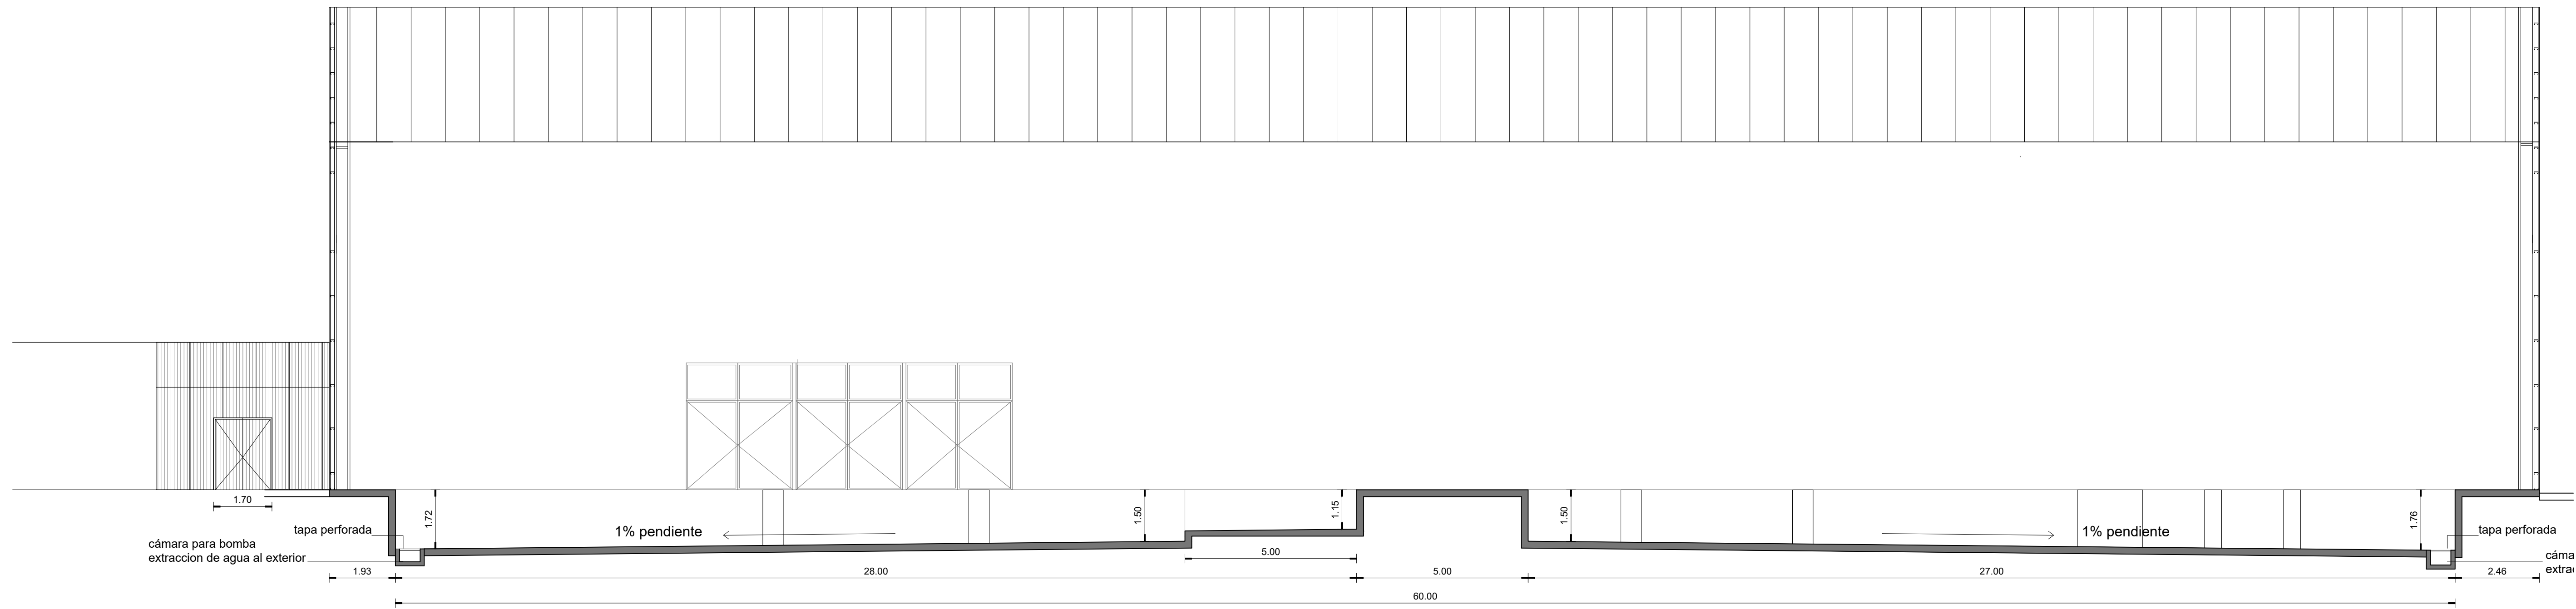 1.70
tapa perforada
cámara para bomba
extraccion de agua al exterior
1.72
1% pendiente
1.50
1.15
5.00
1.50
1% pendiente
1.76
tapa perforada
cáma
extra
1.93
28.00
5.00
27.00
2.46
60.00